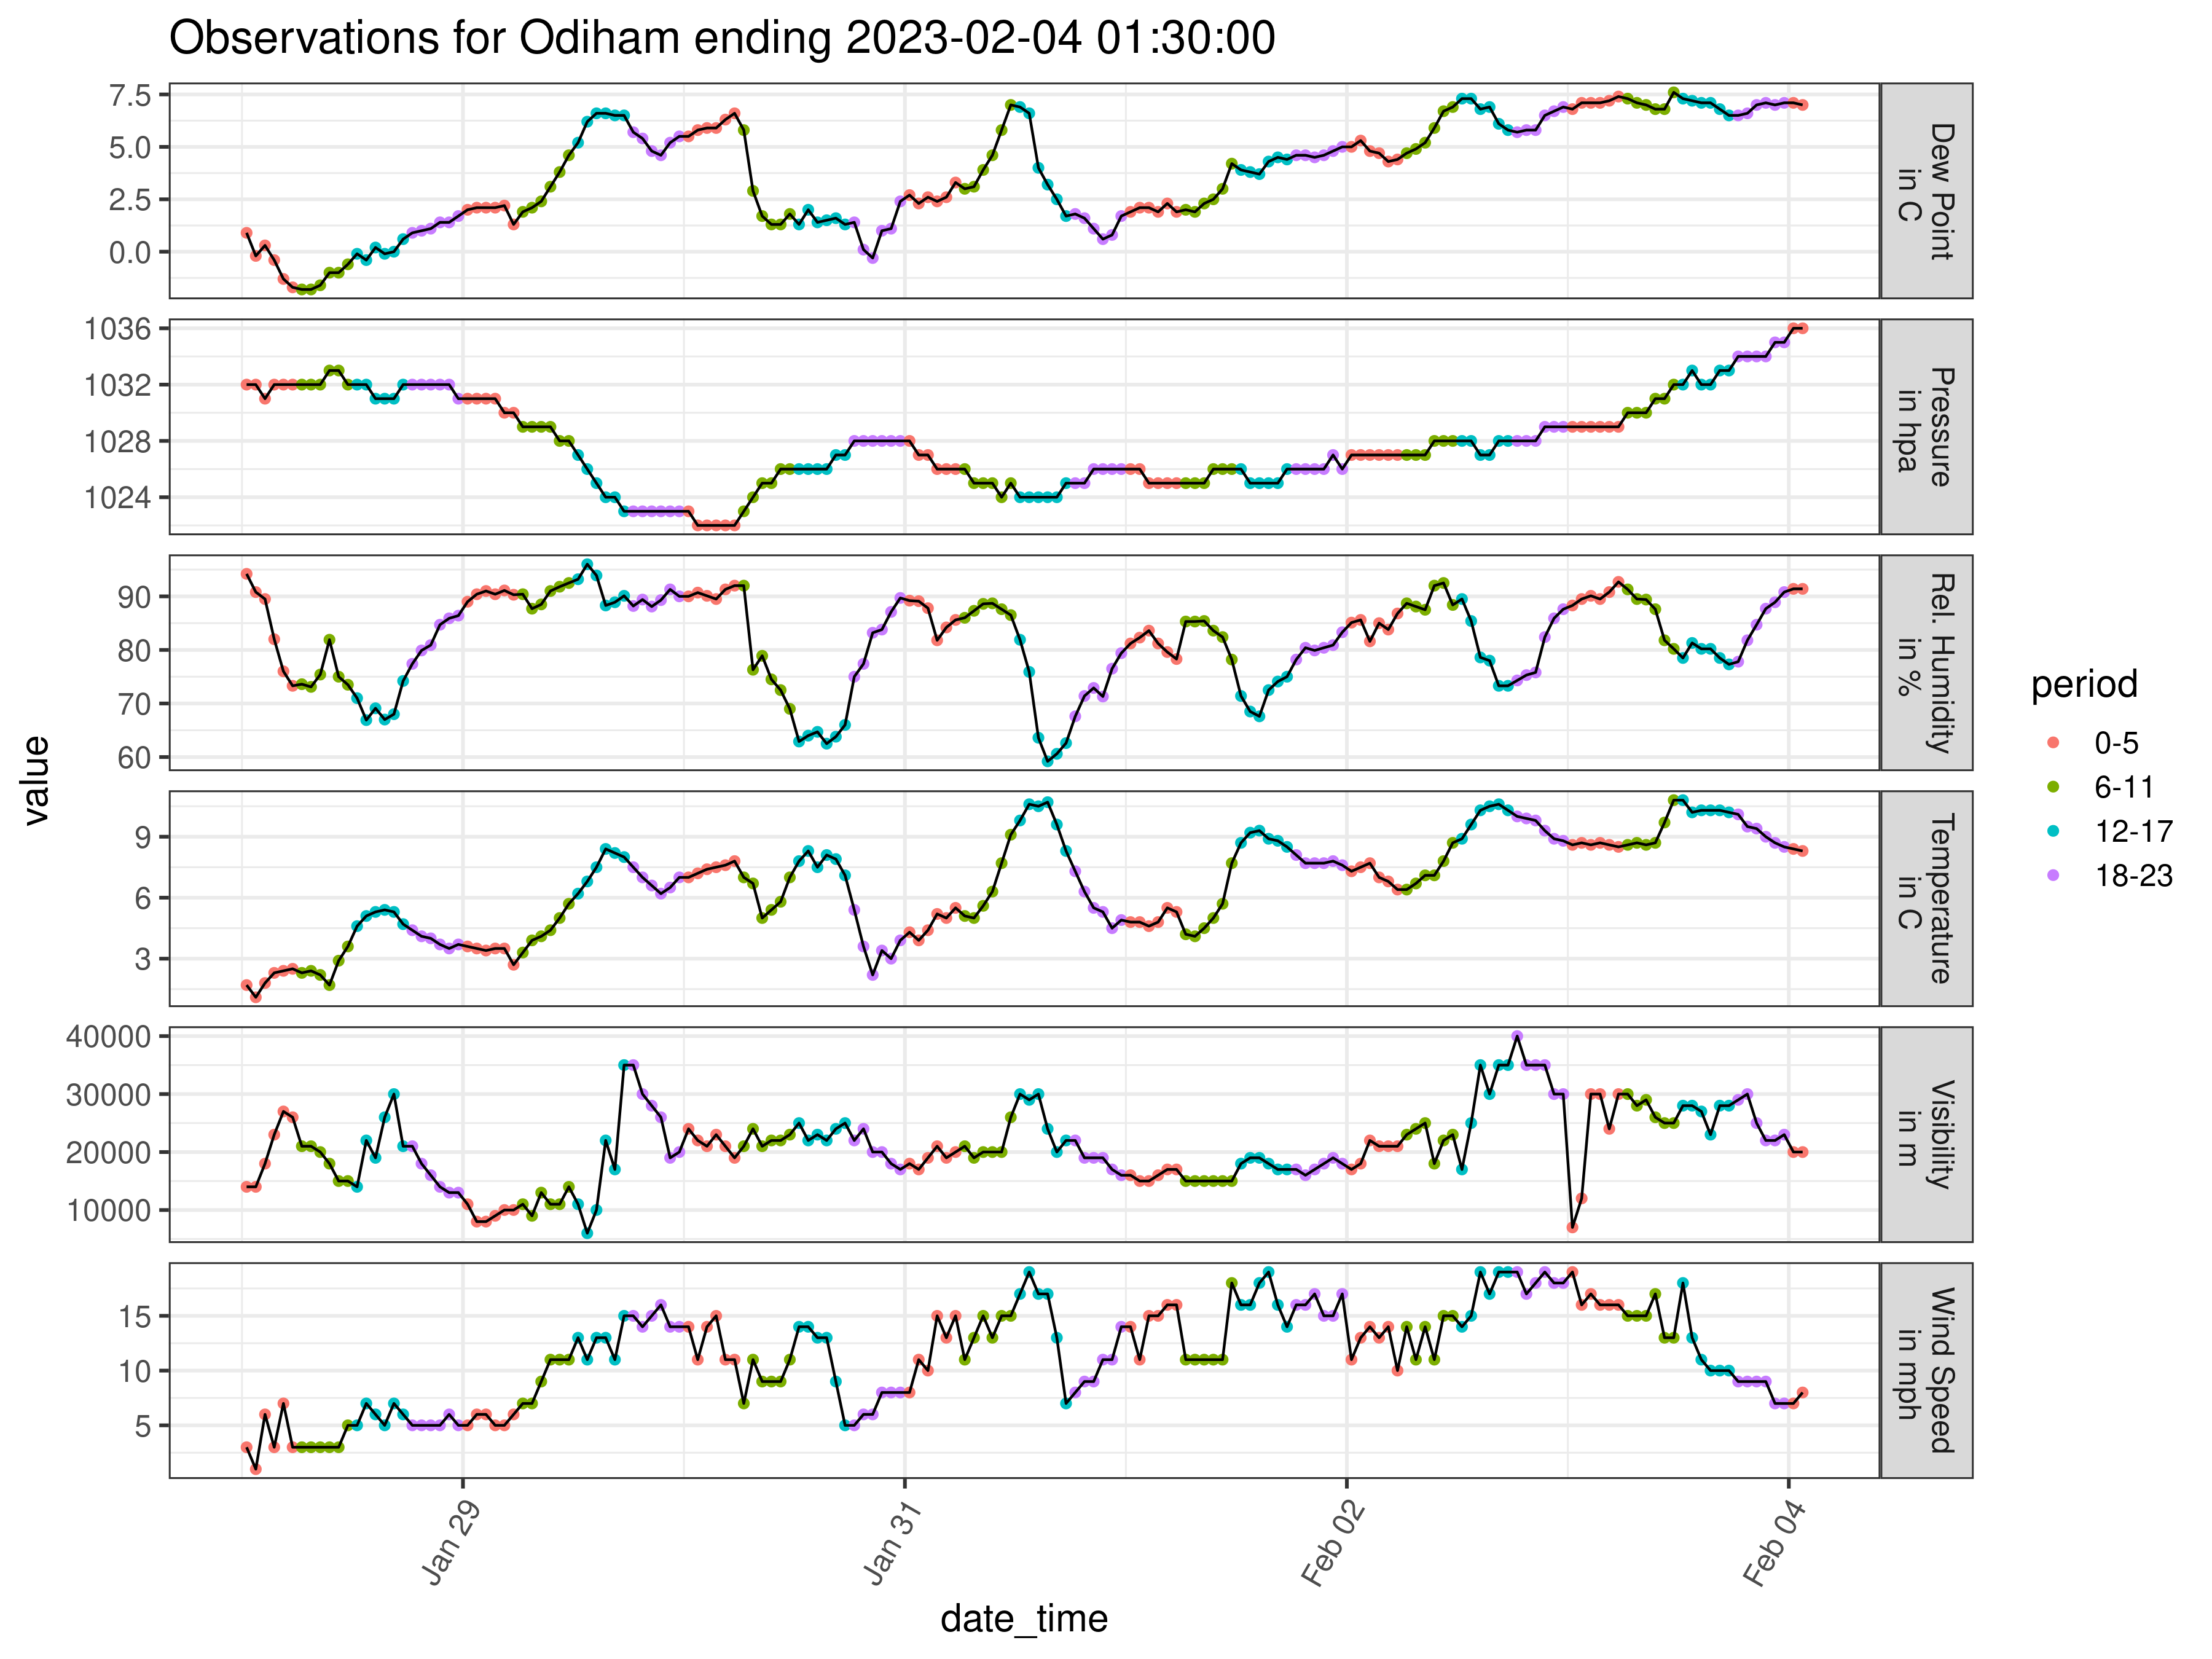 Observations for Odiham ending 2023-02-04 01:30:00
value
7.5
5.0
2.5
0.0
Dew Point
in C
1036
1032
1028
1024
Pressure
in hpa
90
80
70
60
Rel. Humidity
in %
9
6
3
Temperature
in C
40000
30000
20000
10000
Visibility
in m
15
10
5
Wind Speed
in mph
Jan 29
Jan 31
Feb 02
Feb 04
date_time
period
0-5
6-11
12-17
18-23